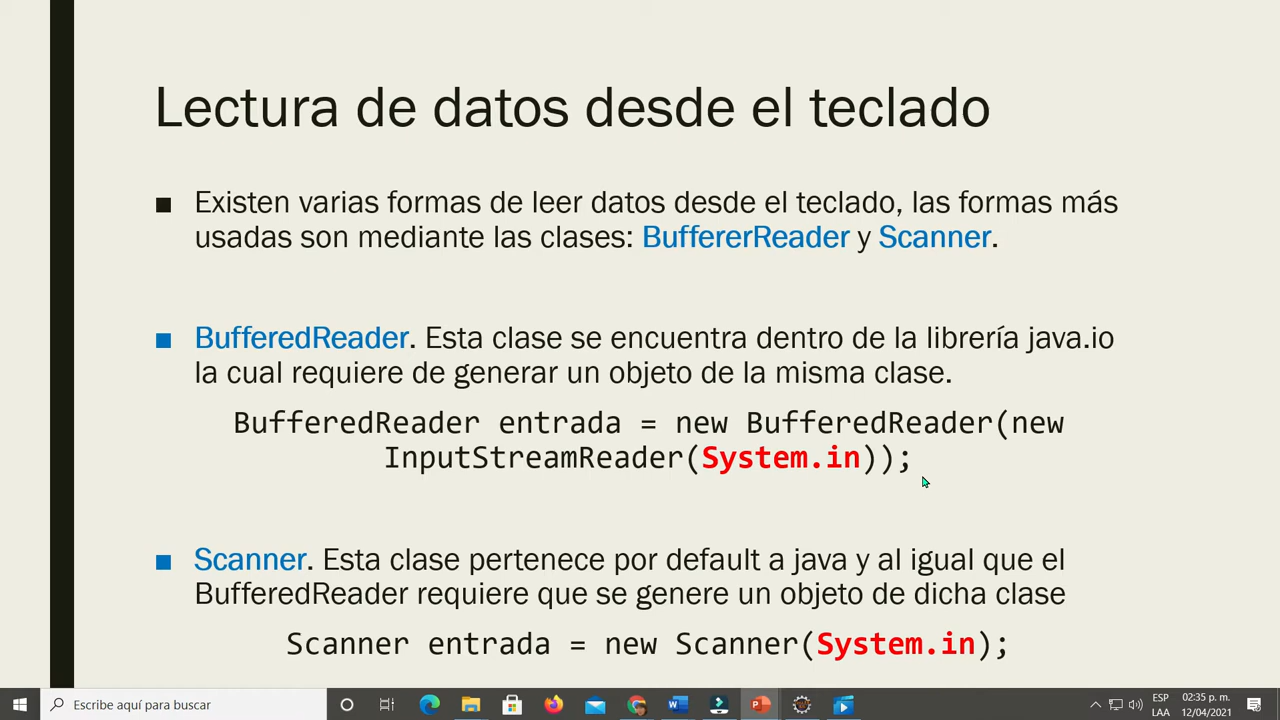 Lectura de datos desde el teclado
■ Existen varias formas de leer datos desde el teclado, las formas más
usadas son mediante las clases: BuffererReader y Scanner.
■ BufferedReader. Esta clase se encuentra dentro de la librería java.io
la cual requiere de generar un objeto de la misma clase.
BufferedReader entrada = new BufferedReader(new
InputStreamReader(System.in));
■ Scanner. Esta clase pertenece por default a java y al igual que el
BufferedReader requiere que se genere un objeto de dicha clase
Scanner entrada = new Scanner(System.in);
Escribe aquí para buscar
ESP 02:35 p. m.
LAA 12/04/2021